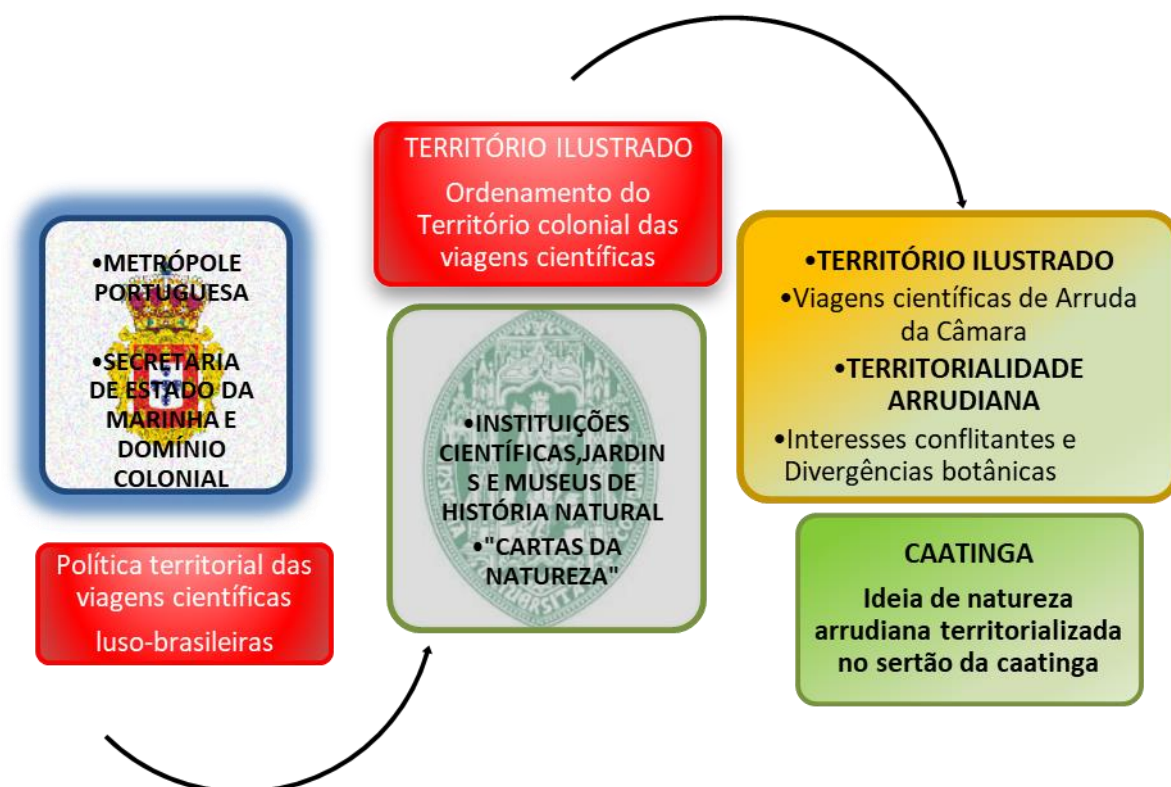 •METRÓPOLE
PORTUGUESA
•SECRETARIA
DE ESTADO DA
MARINHA E
DOMÍNIO
COLONIAL
Política territorial das
viagens científicas
luso-brasileiras
TERRITÓRIO ILUSTRADO
Ordenamento do
Território colonial das
viagens científicas
•INSTITUIÇÕES
CIENTÍFICAS,JARDIN
S E MUSEUS DE
HISTÓRIA NATURAL
•"CARTAS DA
NATUREZA"
•TERRITÓRIO ILUSTRADO
•Viagens científicas de Arruda
da Câmara
•TERRITORIALIDADE
ARRUDIANA
•Interesses conflitantes e
Divergências botânicas
CAATINGA
Ideia de natureza
arrudiana territorializada
no sertão da caatinga